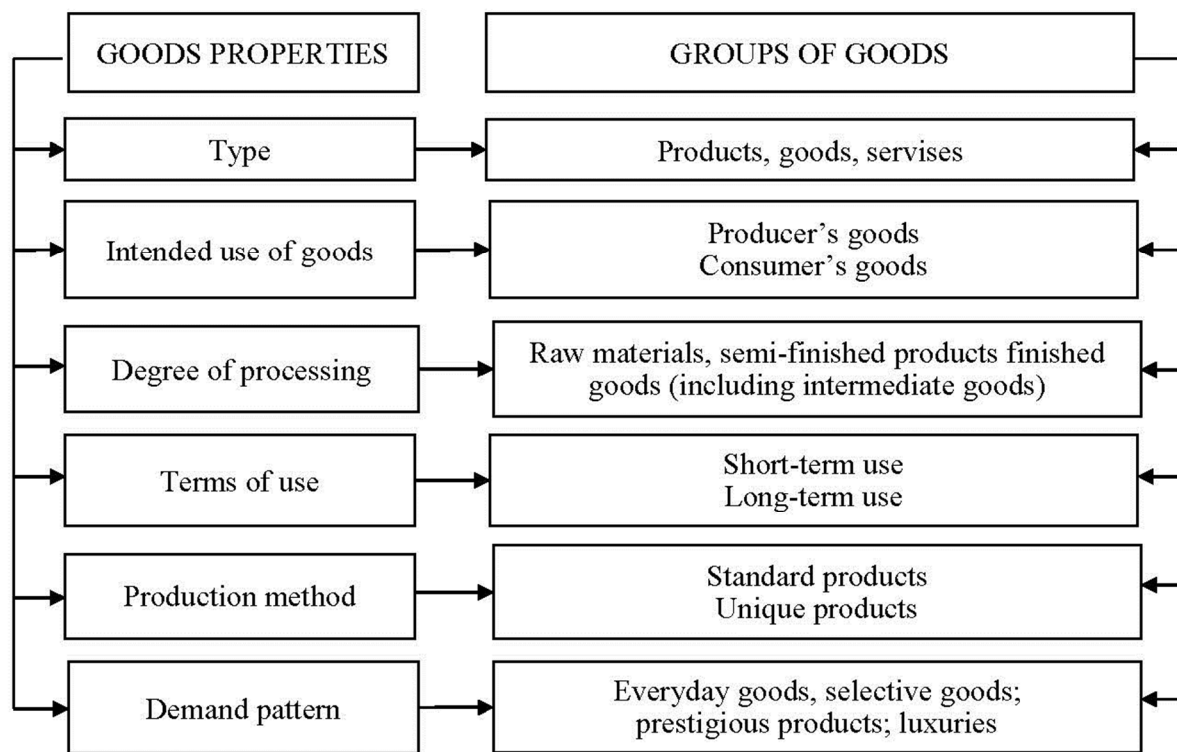 GOODS PROPERTIES
GROUPS OF GOODS
Type
Products, goods, servises
Intended use of goods
Producer’s goods
Consumer’s goods
Degree of processing
Raw materials, semi-finished products finished
goods (including intermediate goods)
Terms of use
Short-term use
Long-term use
Production method
Standard products
Unique products
Demand pattern
Everyday goods, selective goods;
prestigious products; luxuries